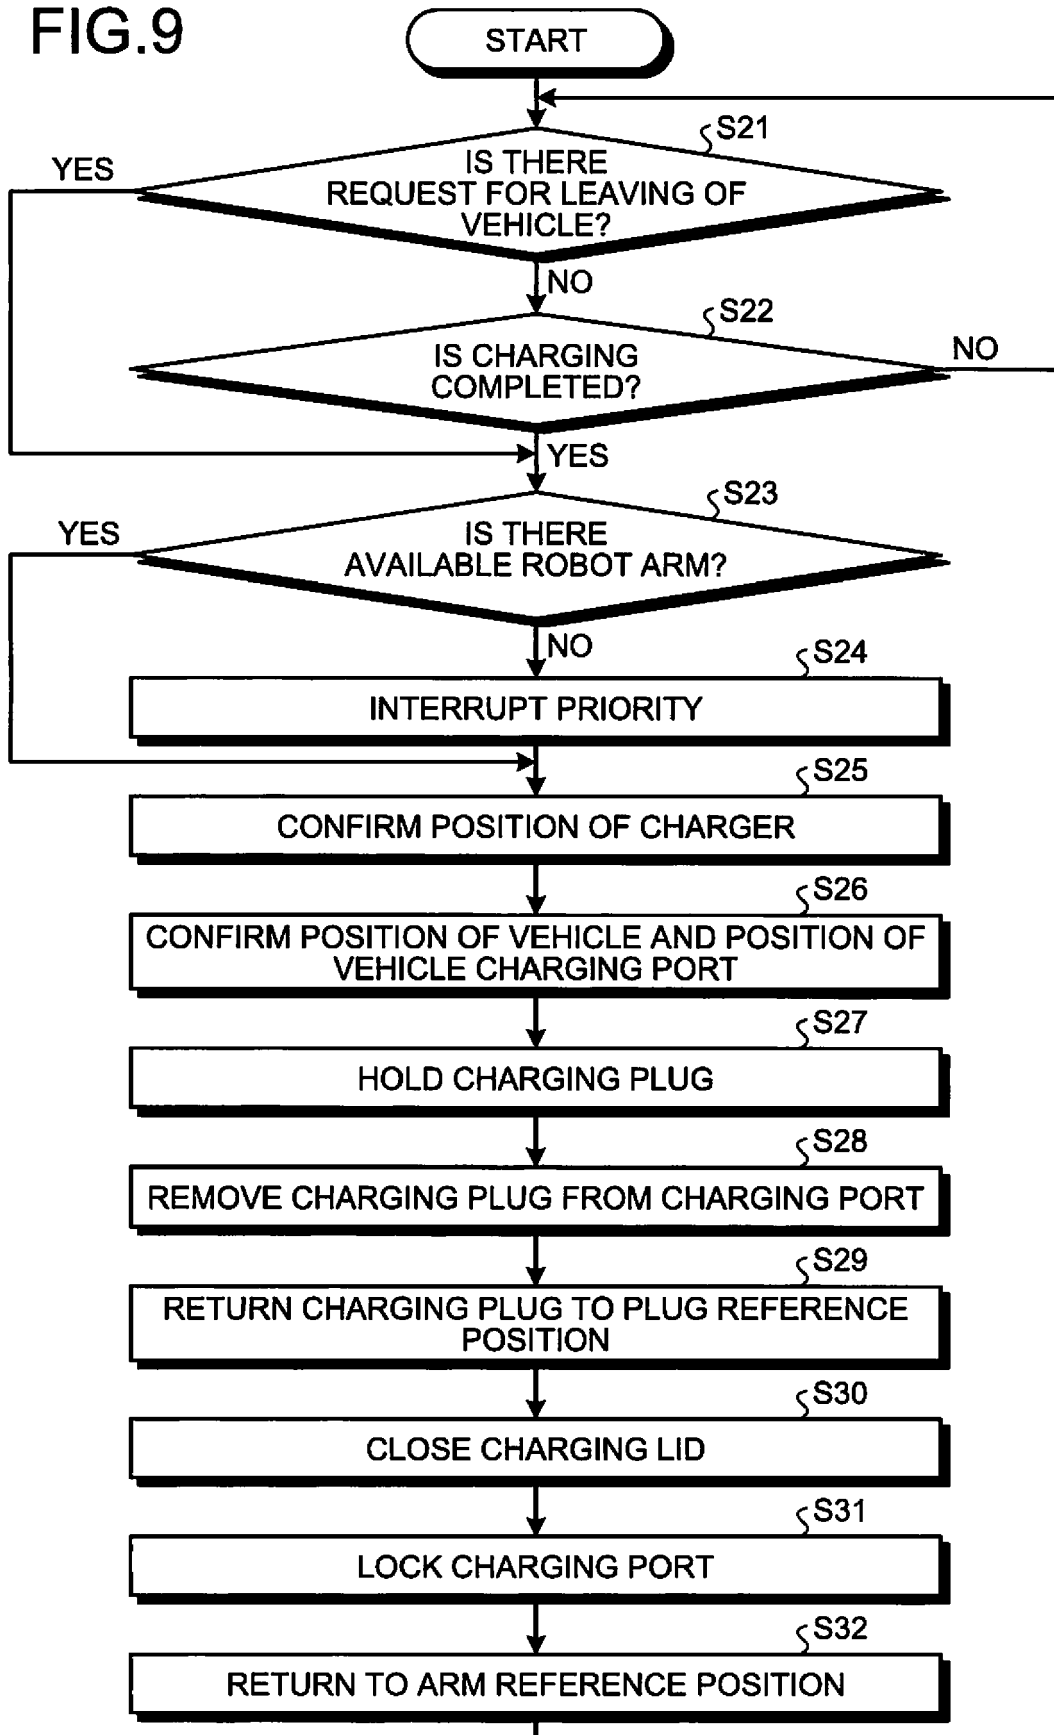 FIG.9
START
S21
YES
IS THERE
REQUEST FOR LEAVING OF
VEHICLE?
NO
S22
IS CHARGING
COMPLETED?
NO
YES
S23
YES
IS THERE
AVAILABLE ROBOT ARM?
NO
S24
INTERRUPT PRIORITY
S25
CONFIRM POSITION OF CHARGER
S26
CONFIRM POSITION OF VEHICLE AND POSITION OF
VEHICLE CHARGING PORT
S27
HOLD CHARGING PLUG
S28
REMOVE CHARGING PLUG FROM CHARGING PORT
S29
RETURN CHARGING PLUG TO PLUG REFERENCE
POSITION
S30
CLOSE CHARGING LID
S31
LOCK CHARGING PORT
S32
RETURN TO ARM REFERENCE POSITION